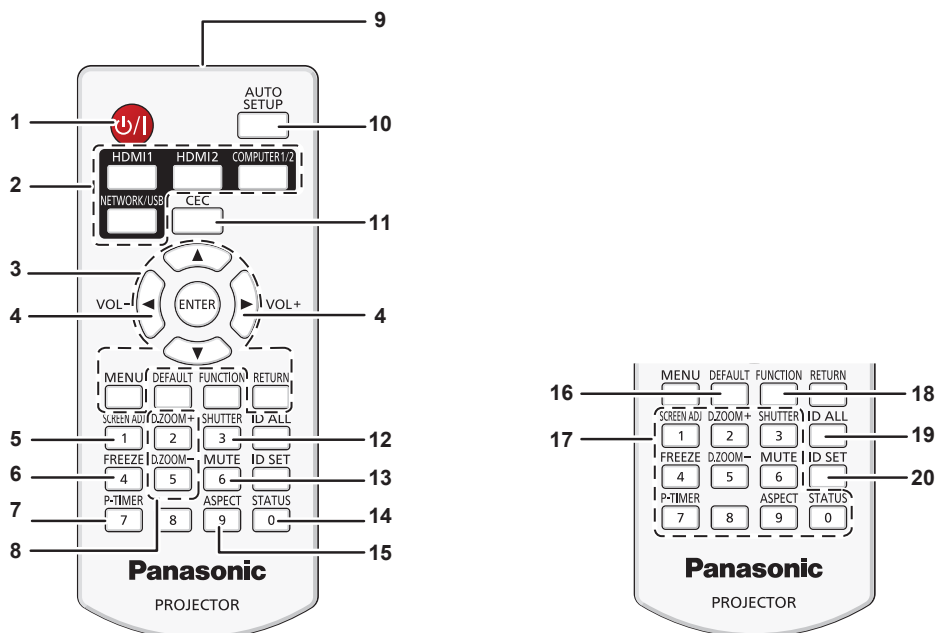 9
AUTO
SETUP
1
10
HDMI1 HDMI2 COMPUTER1/2
2
NETWORK/USB CEC
11
3
VOL- ENTER VOL+
4 4
MENU DEFAULT FUNCTION RETURN
SCREEN ADJ D.ZOOM+ SHUTTER ID ALL
5 1 2 3 12
FREEZE D.ZOOM- MUTE ID SET
6 4 5 6 13
P-TIMER ASPECT STATUS
7 7 8 9 0 14
8 15
Panasonic
PROJECTOR
MENU DEFAULT FUNCTION RETURN
16 18
SCREEN ADJ D.ZOOM+ SHUTTER ID ALL
17 1 2 3 19
FREEZE D.ZOOM- MUTE ID SET
4 5 6 20
P-TIMER ASPECT STATUS
7 8 9 0
Panasonic
PROJECTOR